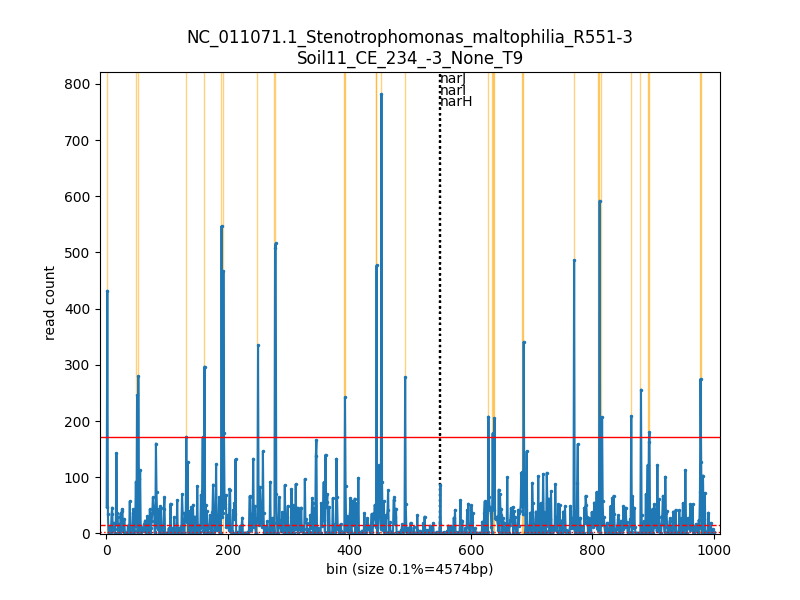 NC_011071.1_Stenotrophomonas_maltophilia_R551-3
Soil11_CE_234_-3_None_T9
narJ
narI
narH
800
700
600
500
400
300
200
100
0
read count
0 200 400 600 800 1000
bin (size 0.1%=4574bp)